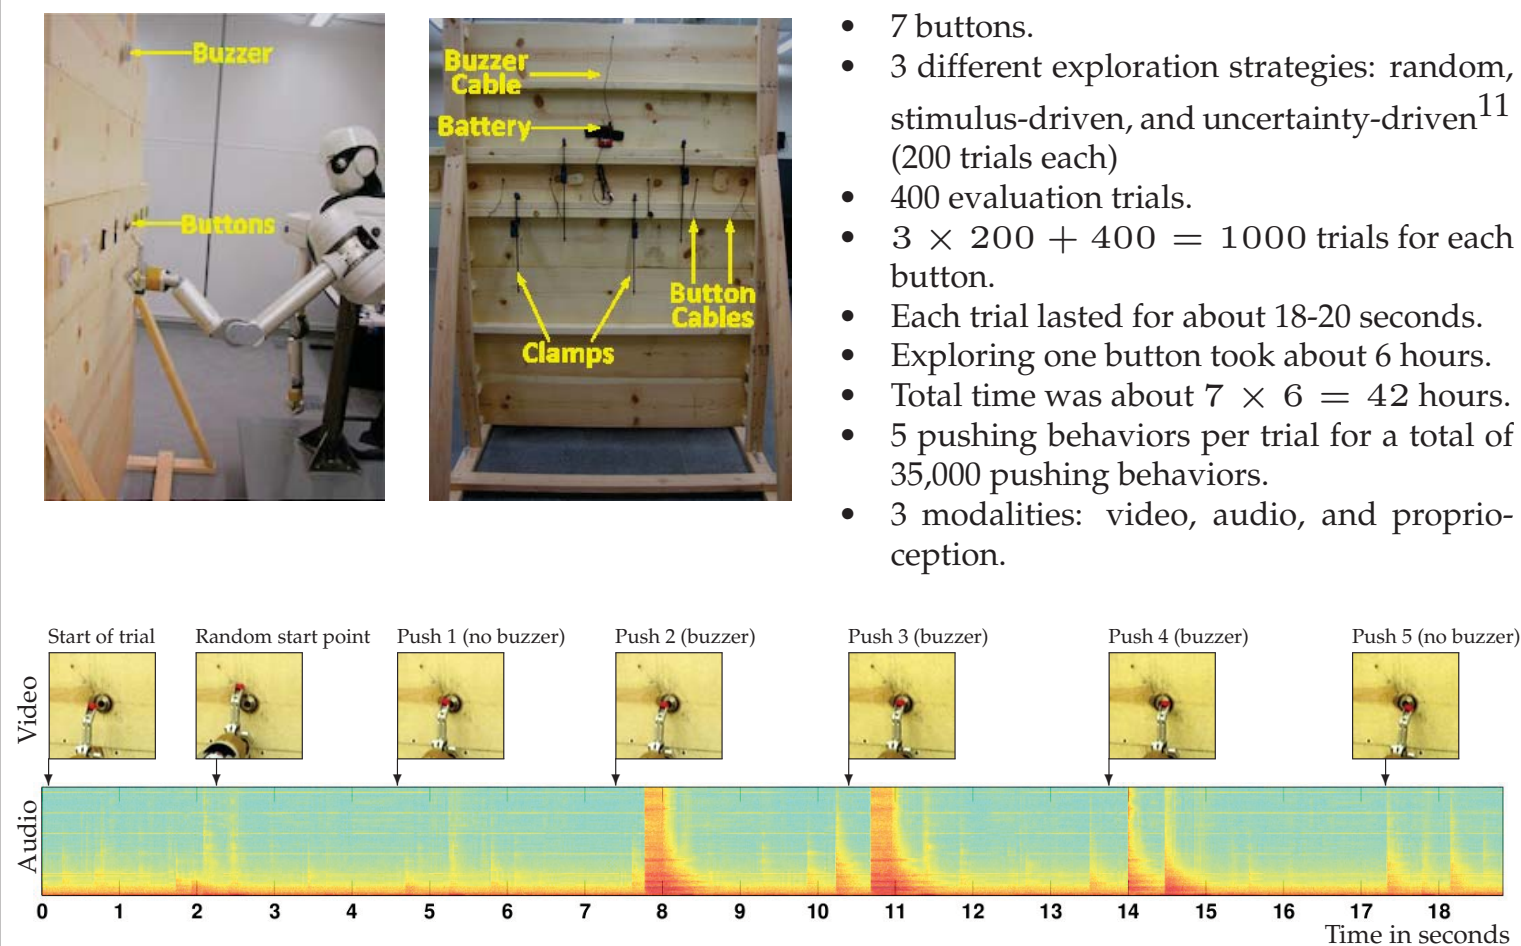 Buzzer
Buttons
Buzzer
Cable
Battery
Button
Cables
Clamps
• 7 buttons.
• 3 different exploration strategies: random,
stimulus-driven, and uncertainty-driven11
(200 trials each)
• 400 evaluation trials.
• 3 × 200 + 400 = 1000 trials for each
button.
• Each trial lasted for about 18-20 seconds.
• Exploring one button took about 6 hours.
• Total time was about 7 × 6 = 42 hours.
• 5 pushing behaviors per trial for a total of
35,000 pushing behaviors.
• 3 modalities: video, audio, and proprio-
ception.
Start of trial
Random start point
Push 1 (no buzzer)
Push 2 (buzzer)
Push 3 (buzzer)
Push 4 (buzzer)
Push 5 (no buzzer)
Video
Audio
0 1 2 3 4 5 6 7 8 9 10 11 12 13 14 15 16 17 18
Time in seconds